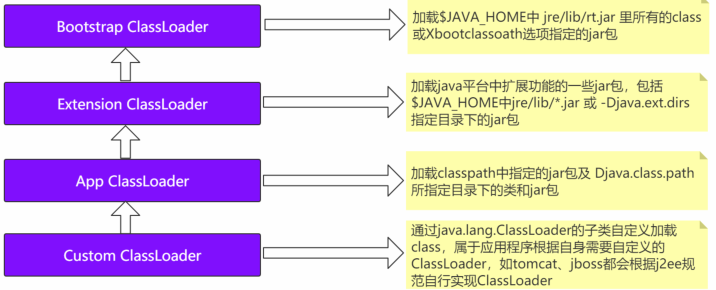 Bootstrap ClassLoader
加载$JAVA_HOME中 jre/lib/rt.jar 里所有的class
或Xbootclassoath选项指定的jar包
Extension ClassLoader
加载java平台中扩展功能的一些jar包，包括
$JAVA_HOME中jre/lib/*.jar 或 -Djava.ext.dirs
指定目录下的jar包
App ClassLoader
加载classpath中指定的jar包及 Djava.class.path
所指定目录下的类和jar包
Custom ClassLoader
通过java.lang.ClassLoader的子类自定义加载
class，属于应用程序根据自身需要自定义的
ClassLoader，如tomcat、jboss都会根据j2ee规
范自行实现ClassLoader